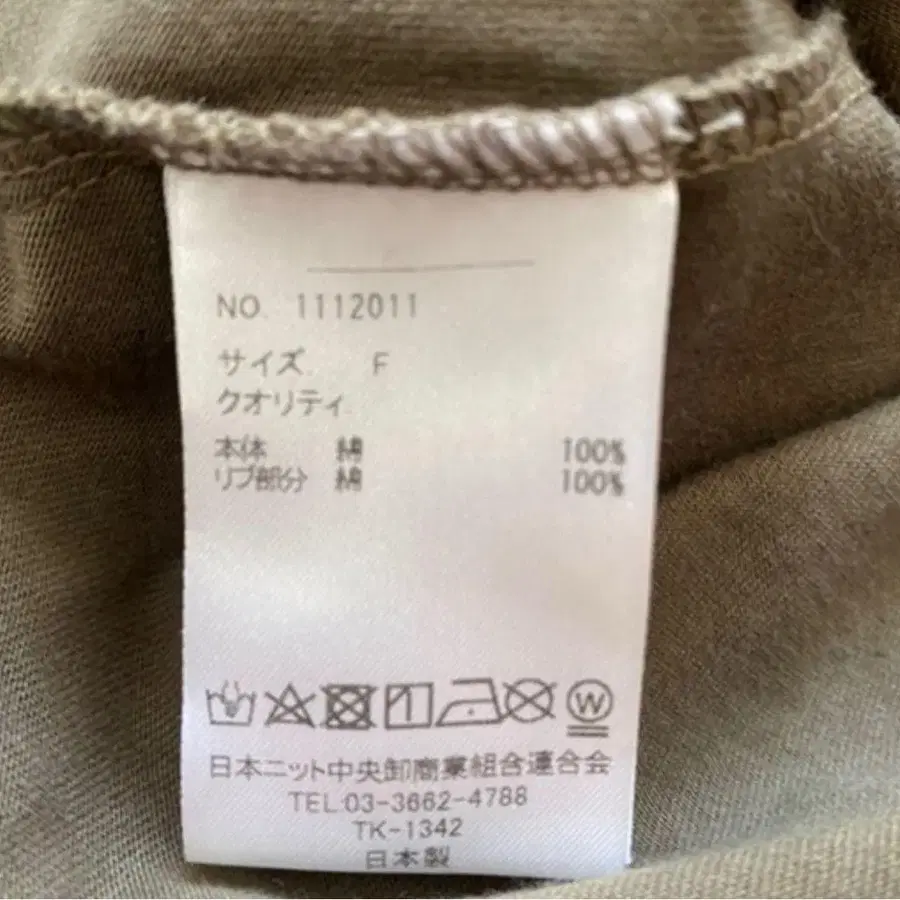 NO. 1112011
サイズ. F
クオリティ
本体 綿 100%
リブ部分 綿 100%
W
日本ニット中央卸商業組合連合会
TEL:03-3662-4788
TK-1342
日本製